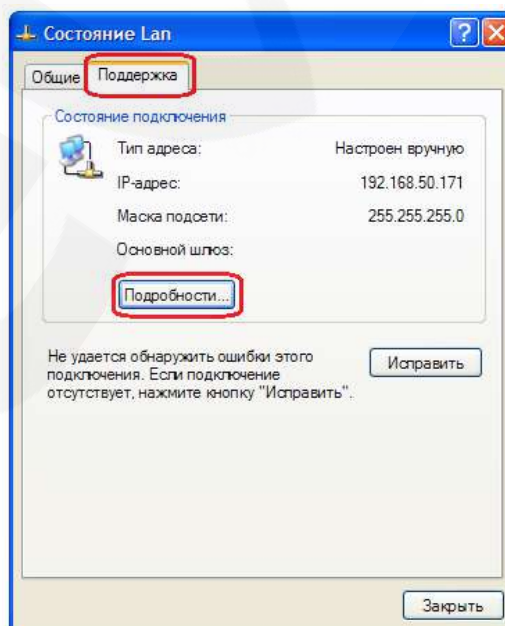 Состояние Lan
Общие Поддержка
Состояние подключения
Тип адреса: Настроен вручную
IP-адрес: 192.168.50.171
Маска подсети: 255.255.255.0
Основной шлюз:
Подробности...
Не удается обнаружить ошибки этого
подключения. Если подключение
отсутствует, нажмите кнопку "Исправить".
Исправить
Закрыть